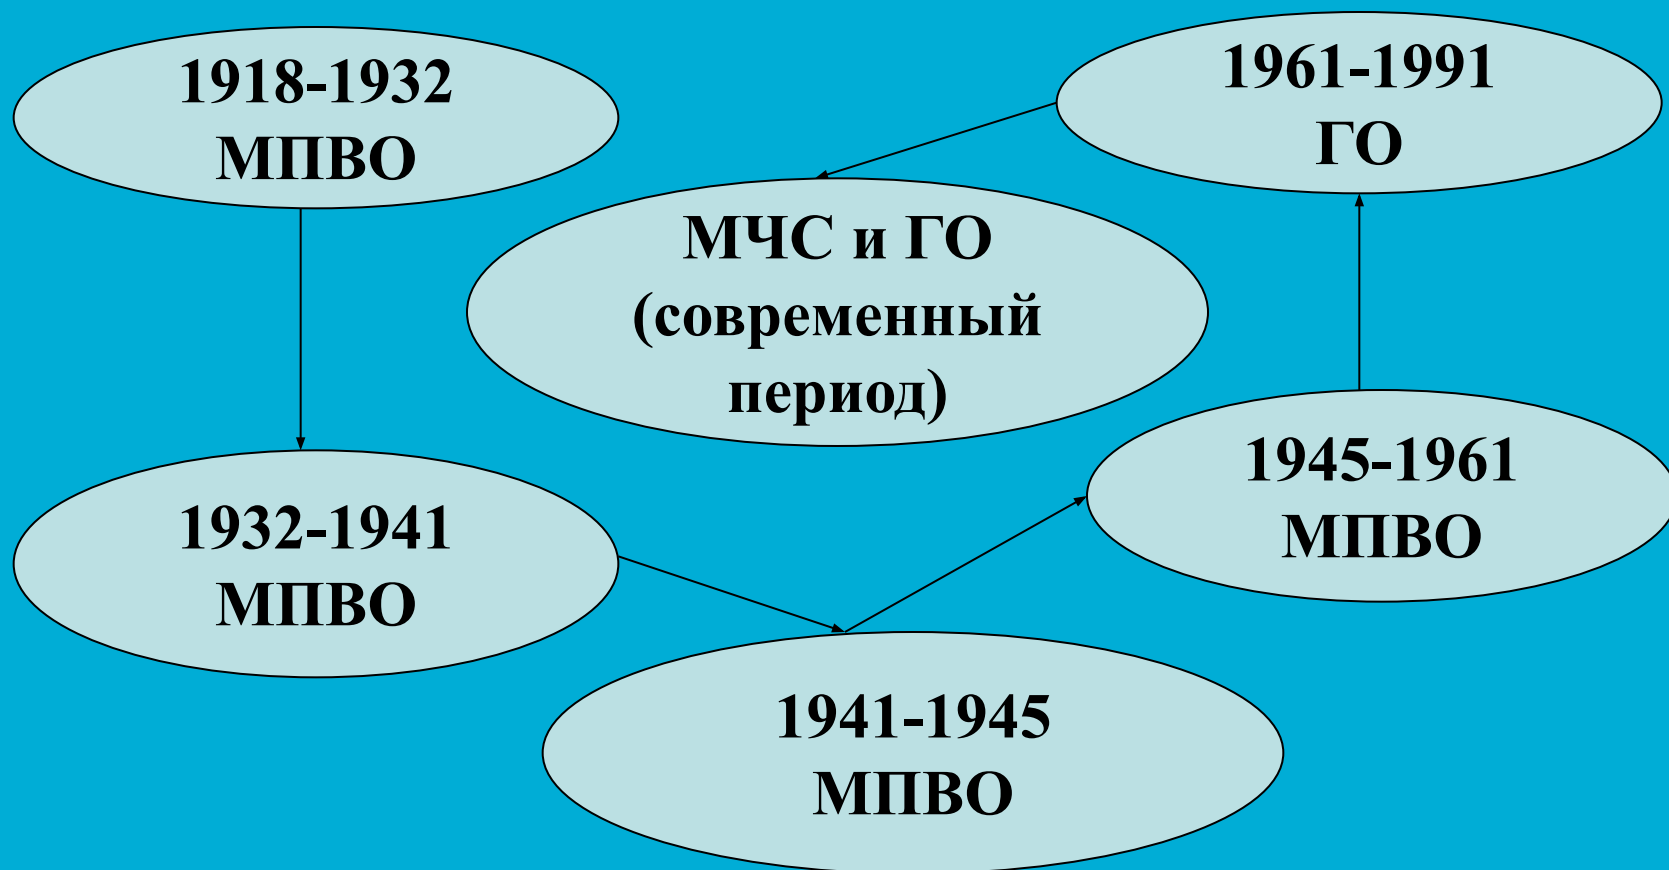 1918-1932
МПВО
1961-1991
ГО
МЧС и ГО
(современный
период)
1932-1941
МПВО
1945-1961
МПВО
1941-1945
МПВО